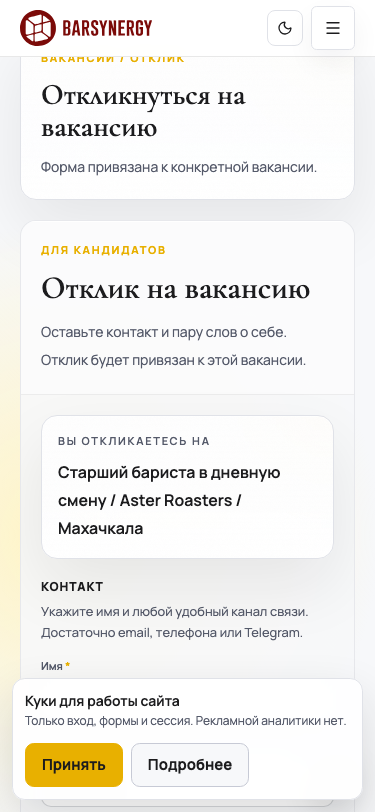 BARSYNERGY
ВАКАНСИИ / ОТКЛИК
Откликнуться на
вакансию
Форма привязана к конкретной вакансии.
ДЛЯ КАНДИДАТОВ
Отклик на вакансию
Оставьте контакт и пару слов о себе.
Отклик будет привязан к этой вакансии.
ВЫ ОТКЛИКАЕТЕСЬ НА
Старший бариста в дневную
смену / Aster Roasters /
Махачкала
КОНТАКТ
Укажите имя и любой удобный канал связи.
Достаточно email, телефона или Telegram.
Имя *
Куки для работы сайта
Только вход, формы и сессия. Рекламной аналитики нет.
Принять
Подробнее